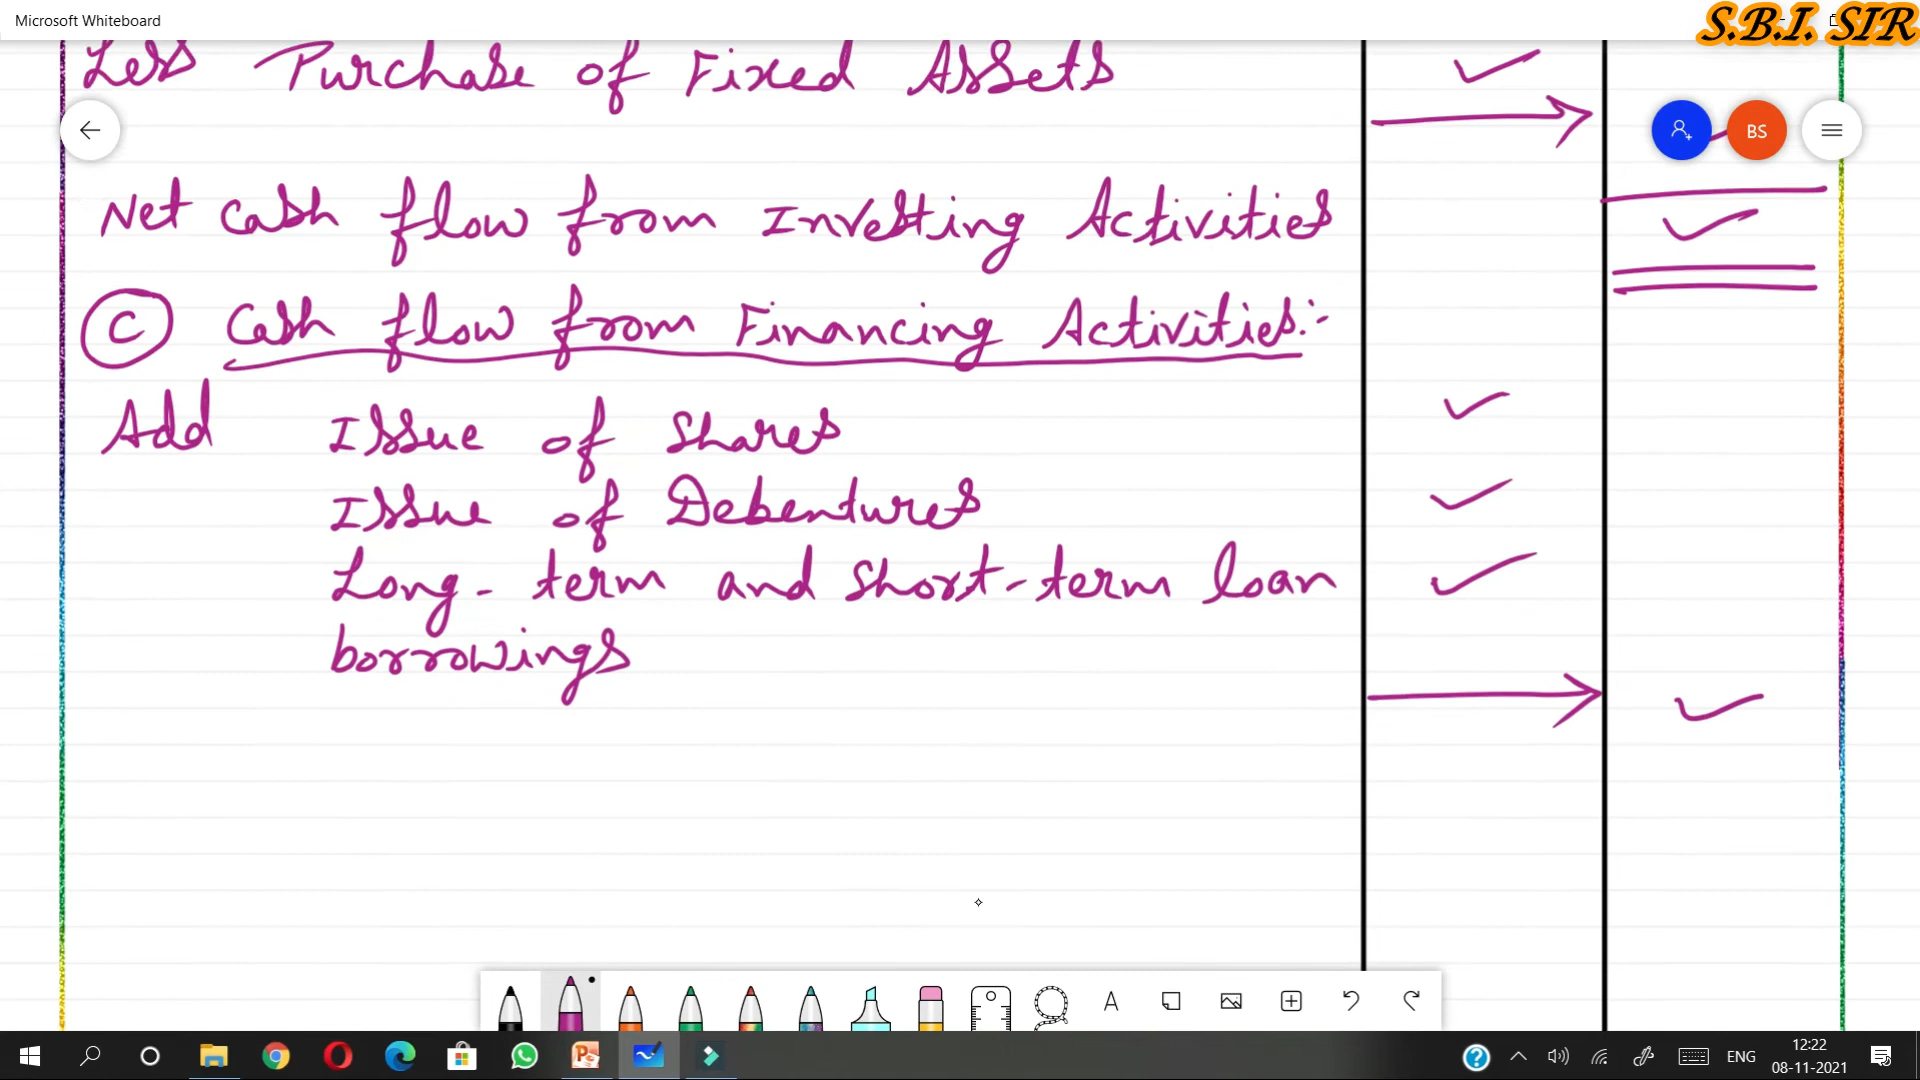 Microsoft Whiteboard
S.B.I. SIR
Less Purchase of Fixed Assets
BS
Net Cash flow from Investing Activities
C Cash flow from Financing Activities:-
Add Issue of Shares
Issue of Debentures
Long-term and Short-term loan
borrowings
A
ENG
12:22
08-11-2021